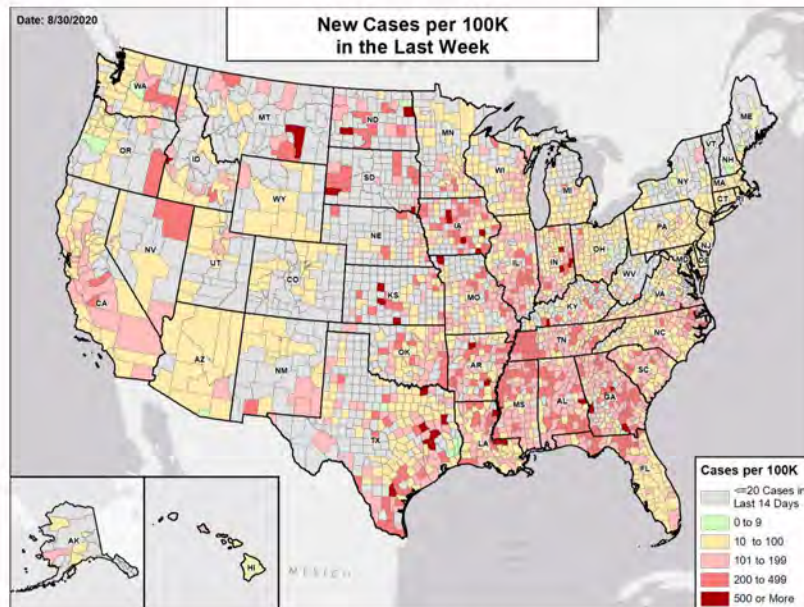 Date: 8/30/2020
New Cases per 100K
in the Last Week
WA
MT
ND
MN
ME
OR
ID
SD
WI
VT
NH
NY
MA
CT
RI
WY
MI
NE
IA
PA
NJ
NV
UT
CO
IL
IN
OH
MD
DE
WV
VA
CA
KS
MO
KY
NC
AZ
NM
OK
AR
TN
SC
TX
LA
MS
AL
GA
FL
AK
HI
MEXICO
Cases per 100K
<=20 Cases in
Last 14 Days
0 to 9
10 to 100
101 to 199
200 to 499
500 or More